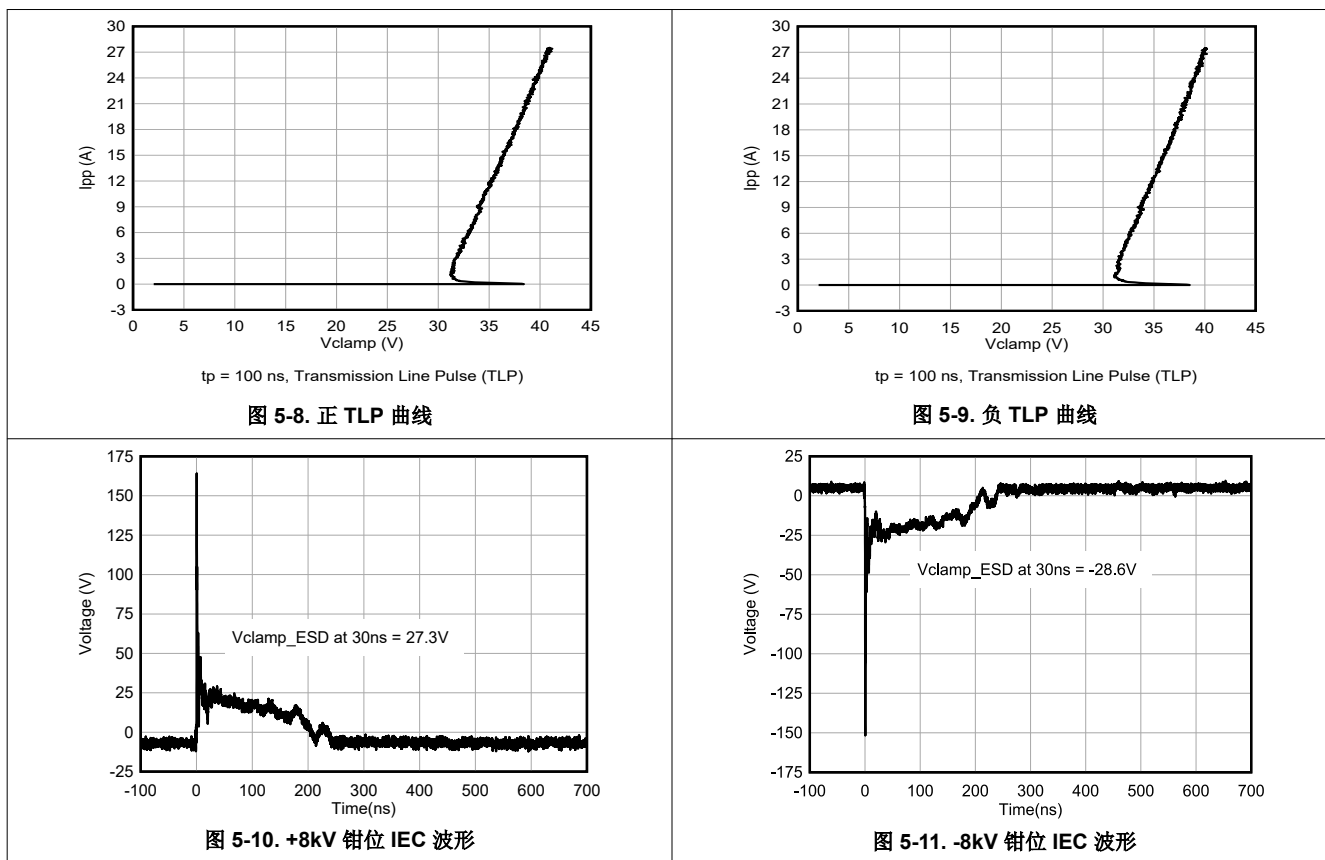 30
27
24
21
18
15
12
9
6
3
0
-3
Ipp (A)
0 5 10 15 20 25 30 35 40 45
Vclamp (V)
tp = 100 ns, Transmission Line Pulse (TLP)
图 5-8. 正 TLP 曲线
30
27
24
21
18
15
12
9
6
3
0
-3
Ipp (A)
0 5 10 15 20 25 30 35 40 45
Vclamp (V)
tp = 100 ns, Transmission Line Pulse (TLP)
图 5-9. 负 TLP 曲线
175
150
125
100
75
50
25
0
-25
Voltage (V)
Vclamp_ESD at 30ns = 27.3V
-100 0 100 200 300 400 500 600 700
Time(ns)
图 5-10. +8kV 钳位 IEC 波形
25
0
-25
-50
-75
-100
-125
-150
-175
Voltage (V)
Vclamp_ESD at 30ns = -28.6V
-100 0 100 200 300 400 500 600 700
Time(ns)
图 5-11. -8kV 钳位 IEC 波形